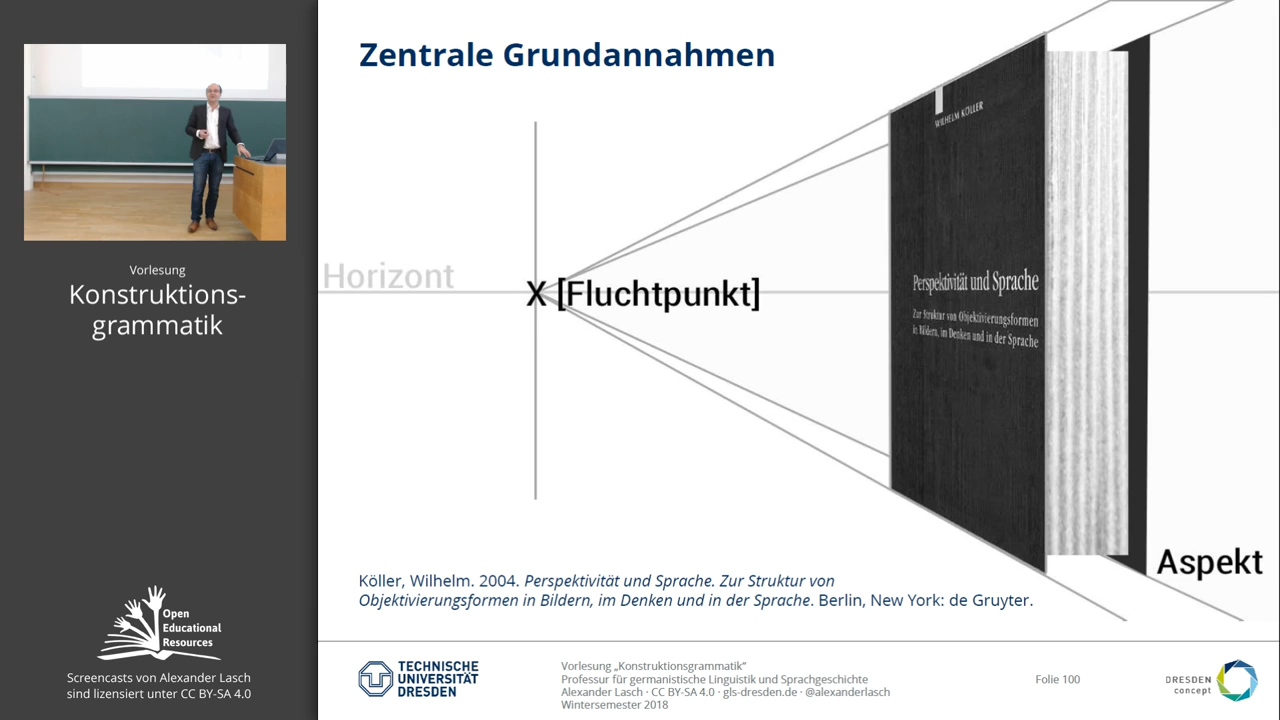 Zentrale Grundannahmen
WILHELM KÖLLER
Vorlesung
Konstruktions-
grammatik
Horizont
X [Fluchtpunkt]
Perspektivität und Sprache
Zur Struktur von Objektivierungsformen
in Bildern, im Denken und in der Sprache
Aspekt
Köller, Wilhelm. 2004. Perspektivität und Sprache. Zur Struktur von
Objektivierungsformen in Bildern, im Denken und in der Sprache. Berlin, New York: de Gruyter.
Open
Educational
Resources
Screencasts von Alexander Lasch
sind lizensiert unter CC BY-SA 4.0
TECHNISCHE
UNIVERSITÄT
DRESDEN
Vorlesung „Konstruktionsgrammatik“
Professur für germanistische Linguistik und Sprachgeschichte
Alexander Lasch · CC BY-SA 4.0 · gls-dresden.de · @alexanderlasch
Wintersemester 2018
Folie 100
DRESDEN
concept